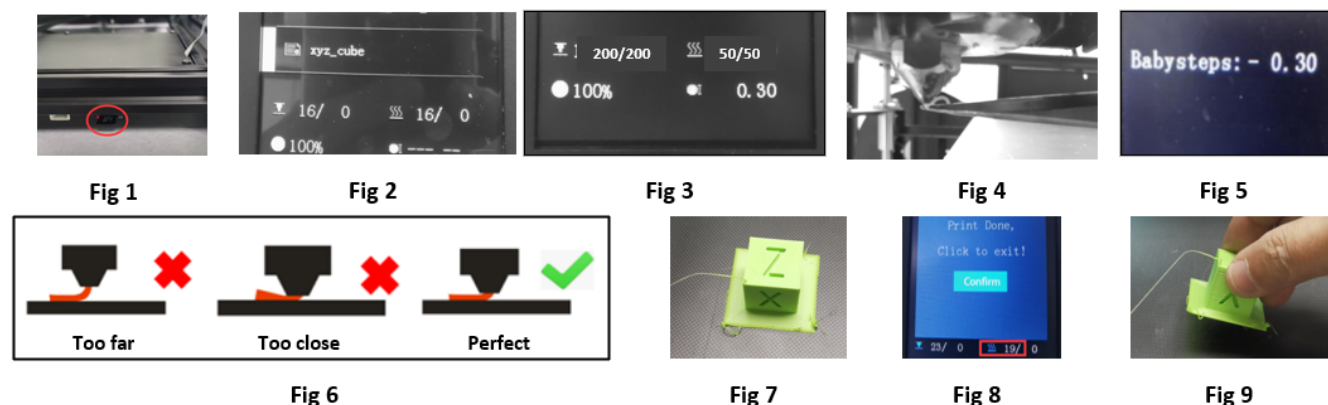 xyz_cube
16/ 0 16/ 0
100% --- --
Fig 1
Fig 2
200/200 50/50
100% 0.30
Fig 3
Fig 4
Babysteps:- 0.30
Fig 5
Too far Too close Perfect
Fig 6
Z
X
Fig 7
Print Done,
Click to exit!
Confirm
23/ 0 19/ 0
Fig 8
X
Fig 9